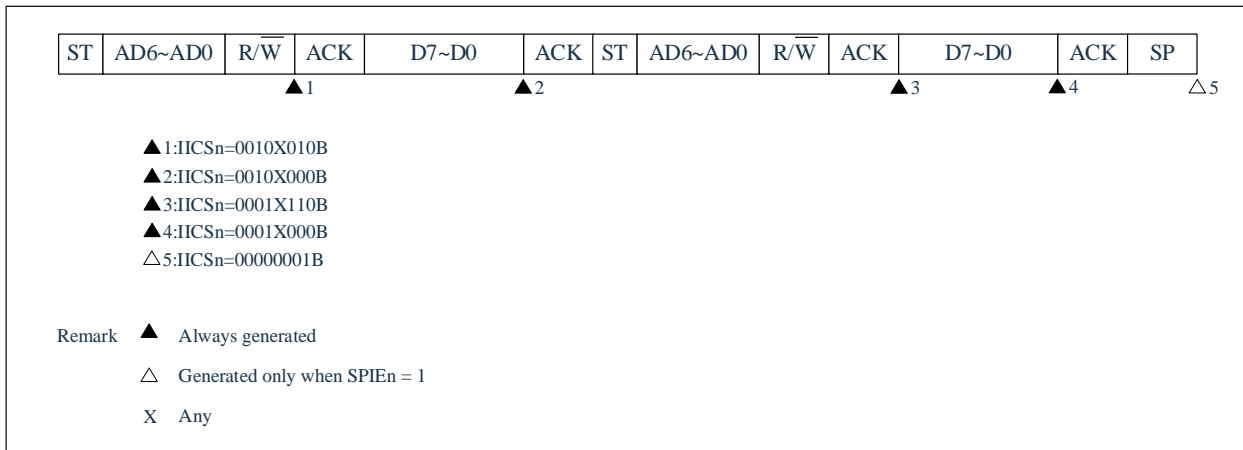 ST AD6~AD0 R/W̅ ACK D7~D0 ACK ST AD6~AD0 R/W̅ ACK D7~D0 ACK SP
▲1 ▲2 ▲3 ▲4 △5
▲1:IICSn=0010X010B
▲2:IICSn=0010X000B
▲3:IICSn=0001X110B
▲4:IICSn=0001X000B
△5:IICSn=00000001B
Remark ▲ Always generated
△ Generated only when SPIEn = 1
X Any